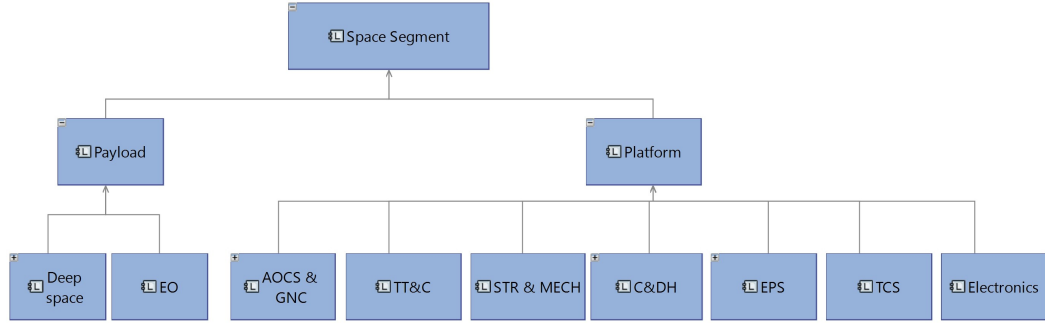 Space Segment
Payload
Platform
Deep
space
EO
AOCS &
GNC
TT&C
STR & MECH
C&DH
EPS
TCS
Electronics